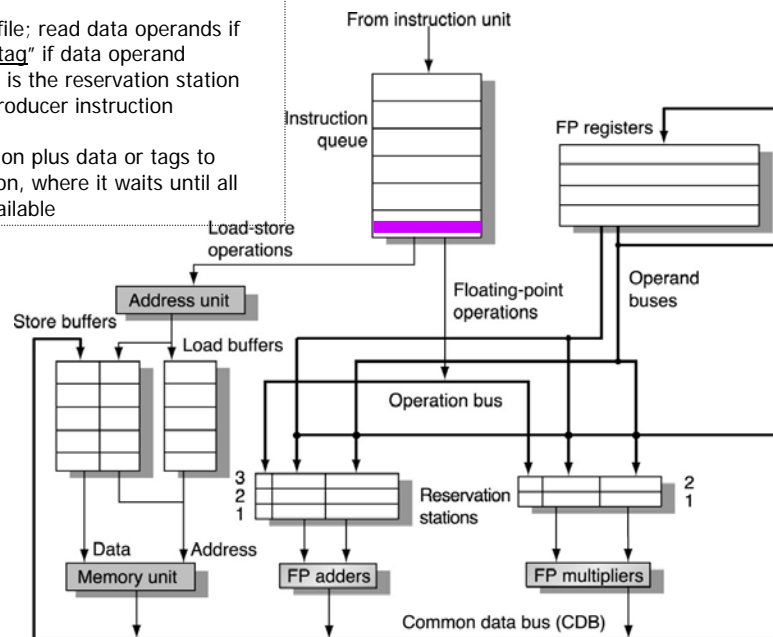 file; read data operands if
tag" if data operand
is the reservation station
roducer instruction
on plus data or tags to
on, where it waits until all
ailable
From instruction unit
Instruction
queue
FP registers
Load-store
operations
Address unit
Floating-point
operations
Operand
buses
Store buffers
Load buffers
Operation bus
3
2
1
Reservation
stations
2
1
Data
Address
Memory unit
FP adders
FP multipliers
Common data bus (CDB)